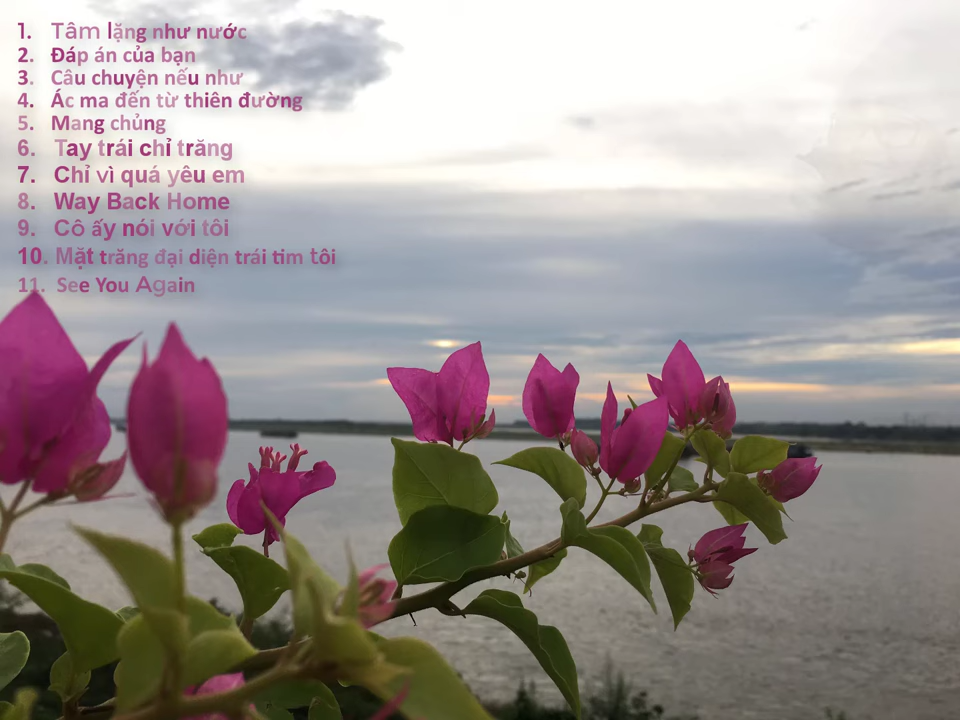 1. Tâm lặng như nước
2. Đáp án của bạn
3. Câu chuyện nếu như
4. Ác ma đến từ thiên đường
5. Mang chủng
6. Tay trái chỉ trăng
7. Chỉ vì quá yêu em
8. Way Back Home
9. Cô ấy nói với tôi
10. Mặt trăng đại diện trái tim tôi
11. See You Again